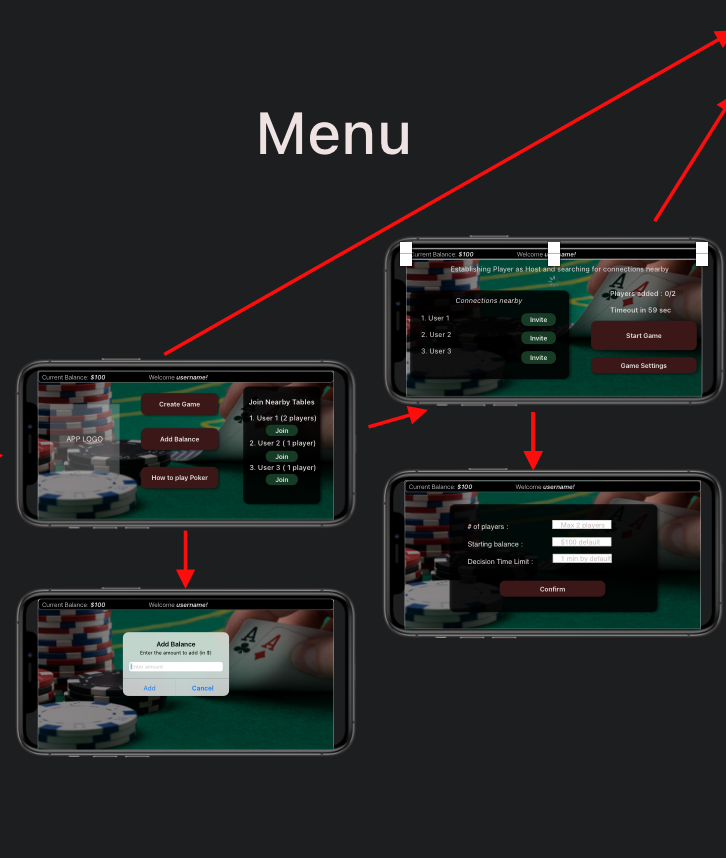 Menu
Current Balance: $100 Welcome username!
Establishing Player as Host and searching for connections nearby
Connections nearby
1. User 1 Invite
2. User 2 Invite
3. User 3 Invite
Players added : 0/2
Timeout in 59 sec
Start Game
Game Settings
Current Balance: $100 Welcome username!
APP LOGO
Create Game
Add Balance
How to play Poker
Join Nearby Tables
1. User 1 (2 players)
Join
2. User 2 ( 1 player)
Join
3. User 3 ( 1 player)
Join
Current Balance: $100 Welcome username!
# of players : Max 2 players
Starting balance : $100 default
Decision Time Limit : 1 min by default
Confirm
Current Balance: $100 Welcome username!
Add Balance
Enter the amount to add (in $)
Enter amount
Add Cancel
A A